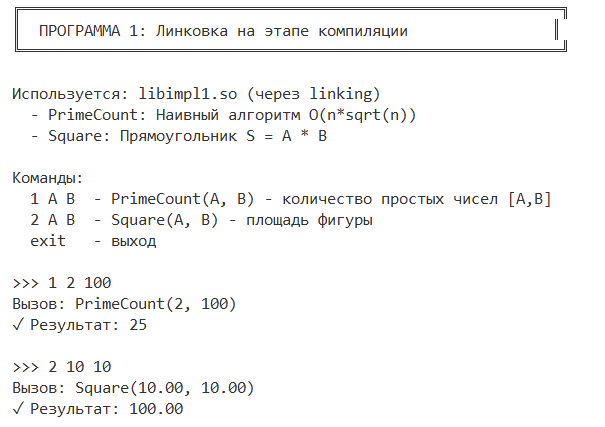 ПРОГРАММА 1: Линковка на этапе компиляции
Используется: libimpl1.so (через linking)
- PrimeCount: Наивный алгоритм O(n*sqrt(n))
- Square: Прямоугольник S = A * B
Команды:
1 A B - PrimeCount(A, B) - количество простых чисел [A,B]
2 A B - Square(A, B) - площадь фигуры
exit - выход
>>> 1 2 100
Вызов: PrimeCount(2, 100)
✓ Результат: 25
>>> 2 10 10
Вызов: Square(10.00, 10.00)
✓ Результат: 100.00